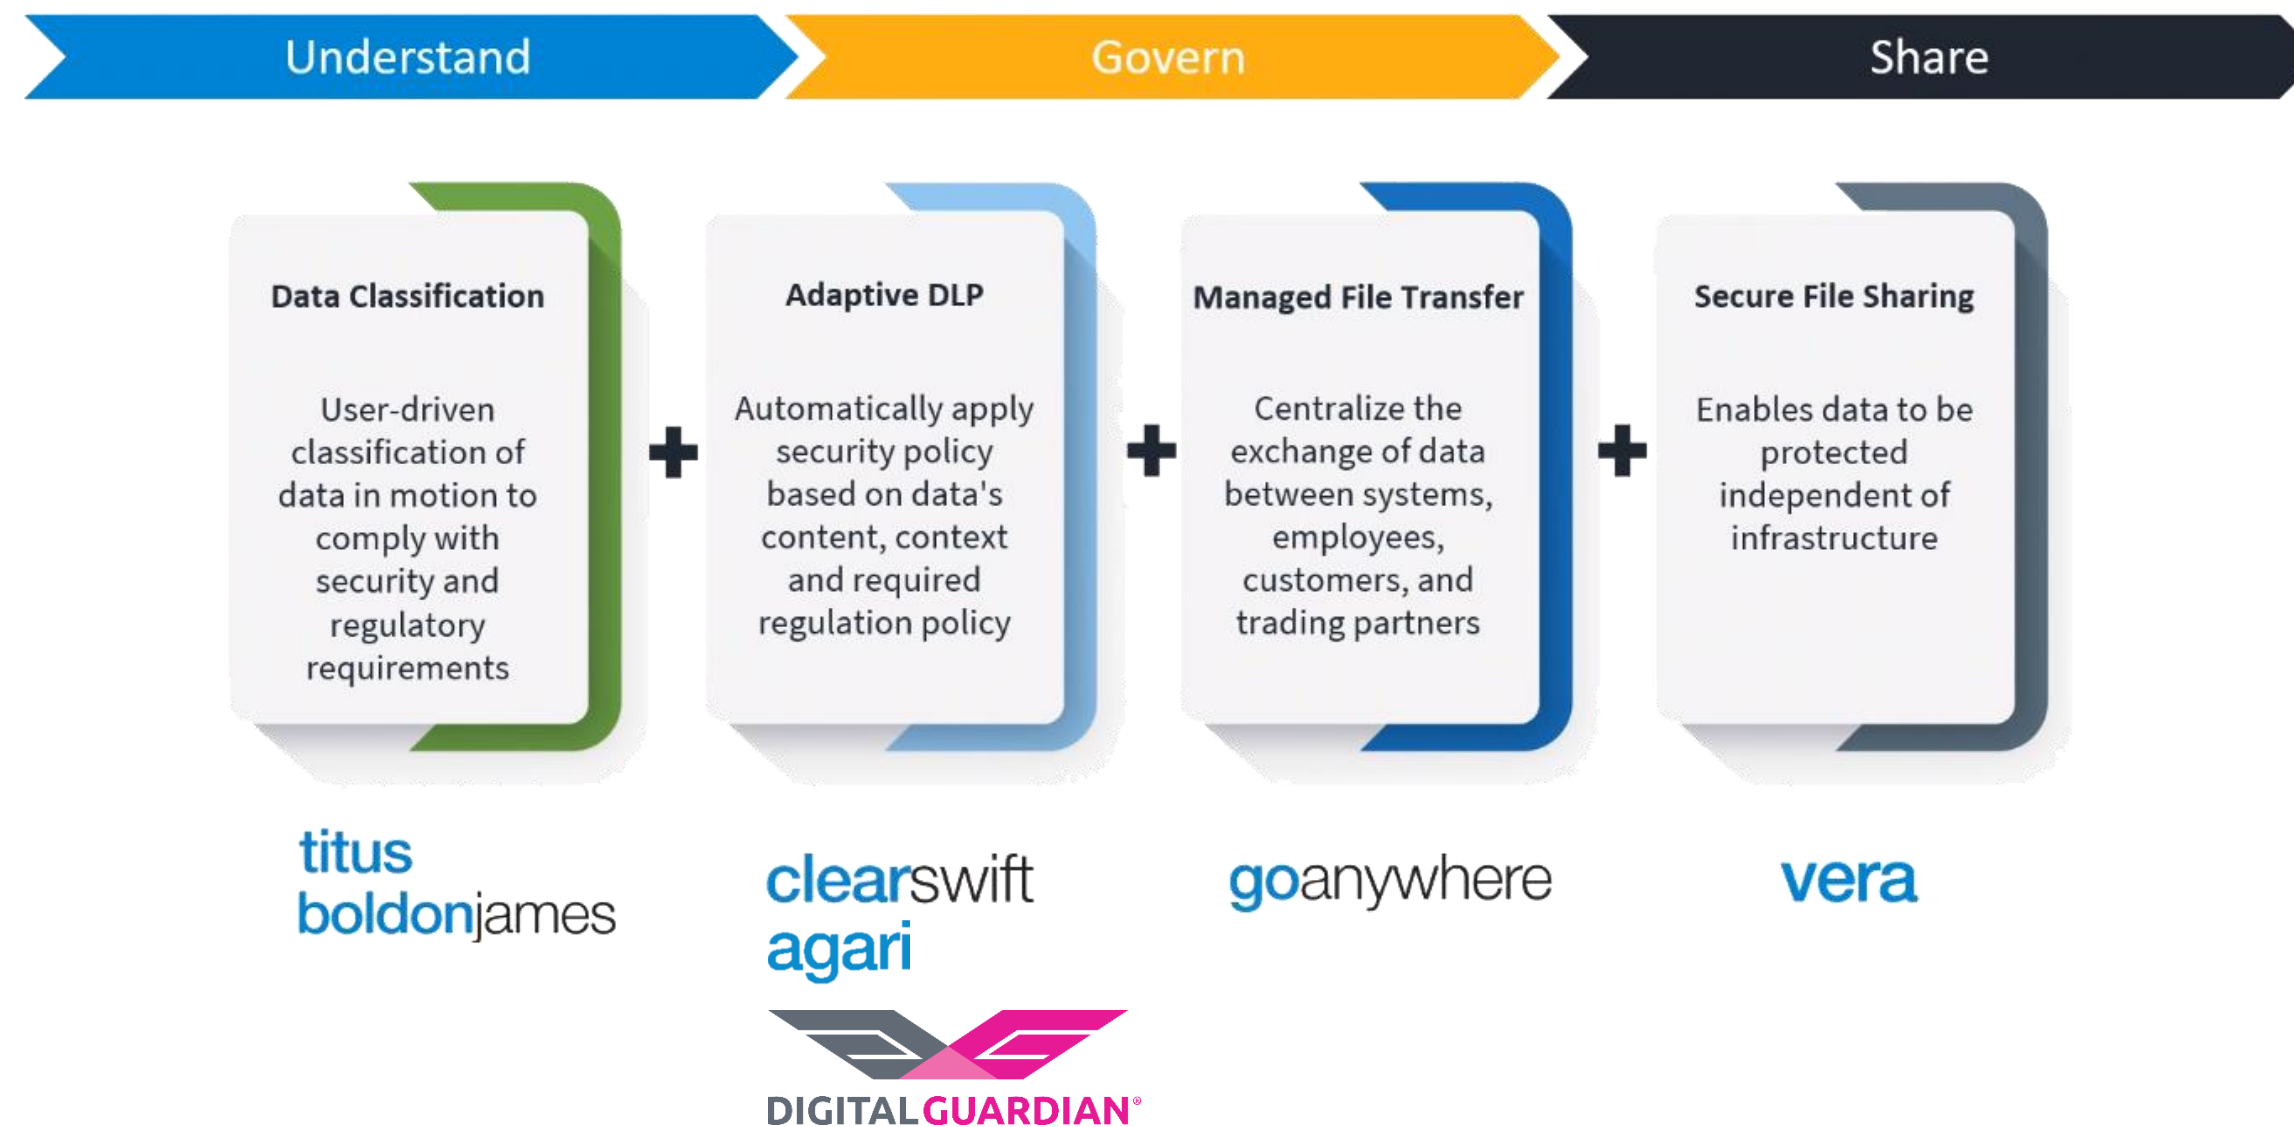 Understand
Govern
Share
Data Classification
User-driven
classification of
data in motion to
comply with
security and
regulatory
requirements
Adaptive DLP
Automatically apply
security policy
based on data's
content, context
and required
regulation policy
Managed File Transfer
Centralize the
exchange of data
between systems,
employees,
customers, and
trading partners
Secure File Sharing
Enables data to be
protected
independent of
infrastructure
titus
boldonjames
clearswift
agari
DIGITALGUARDIAN®
goanywhere
vera